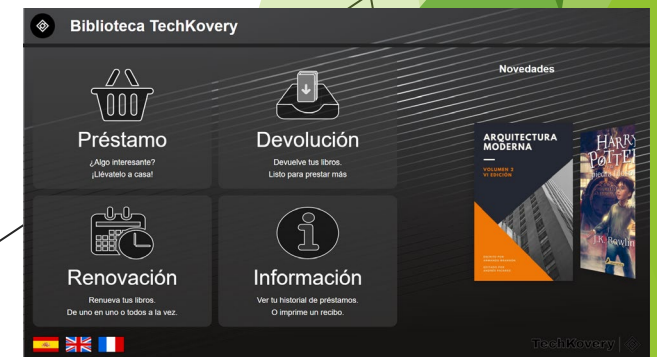 Biblioteca TechKovery
Préstamo
¿Algo interesante?
¡Llévatelo a casa!
Devolución
Devuelve tus libros.
Listo para prestar más
Renovación
Renueva tus libros.
De uno en uno o todos a la vez.
Información
Ver tu historial de préstamos.
O imprime un recibo.
Novedades
ARQUITECTURA
MODERNA
VOLUMEN 3
VI EDICIÓN
HARRY
POTTER
J.K. Rowling
TechKovery